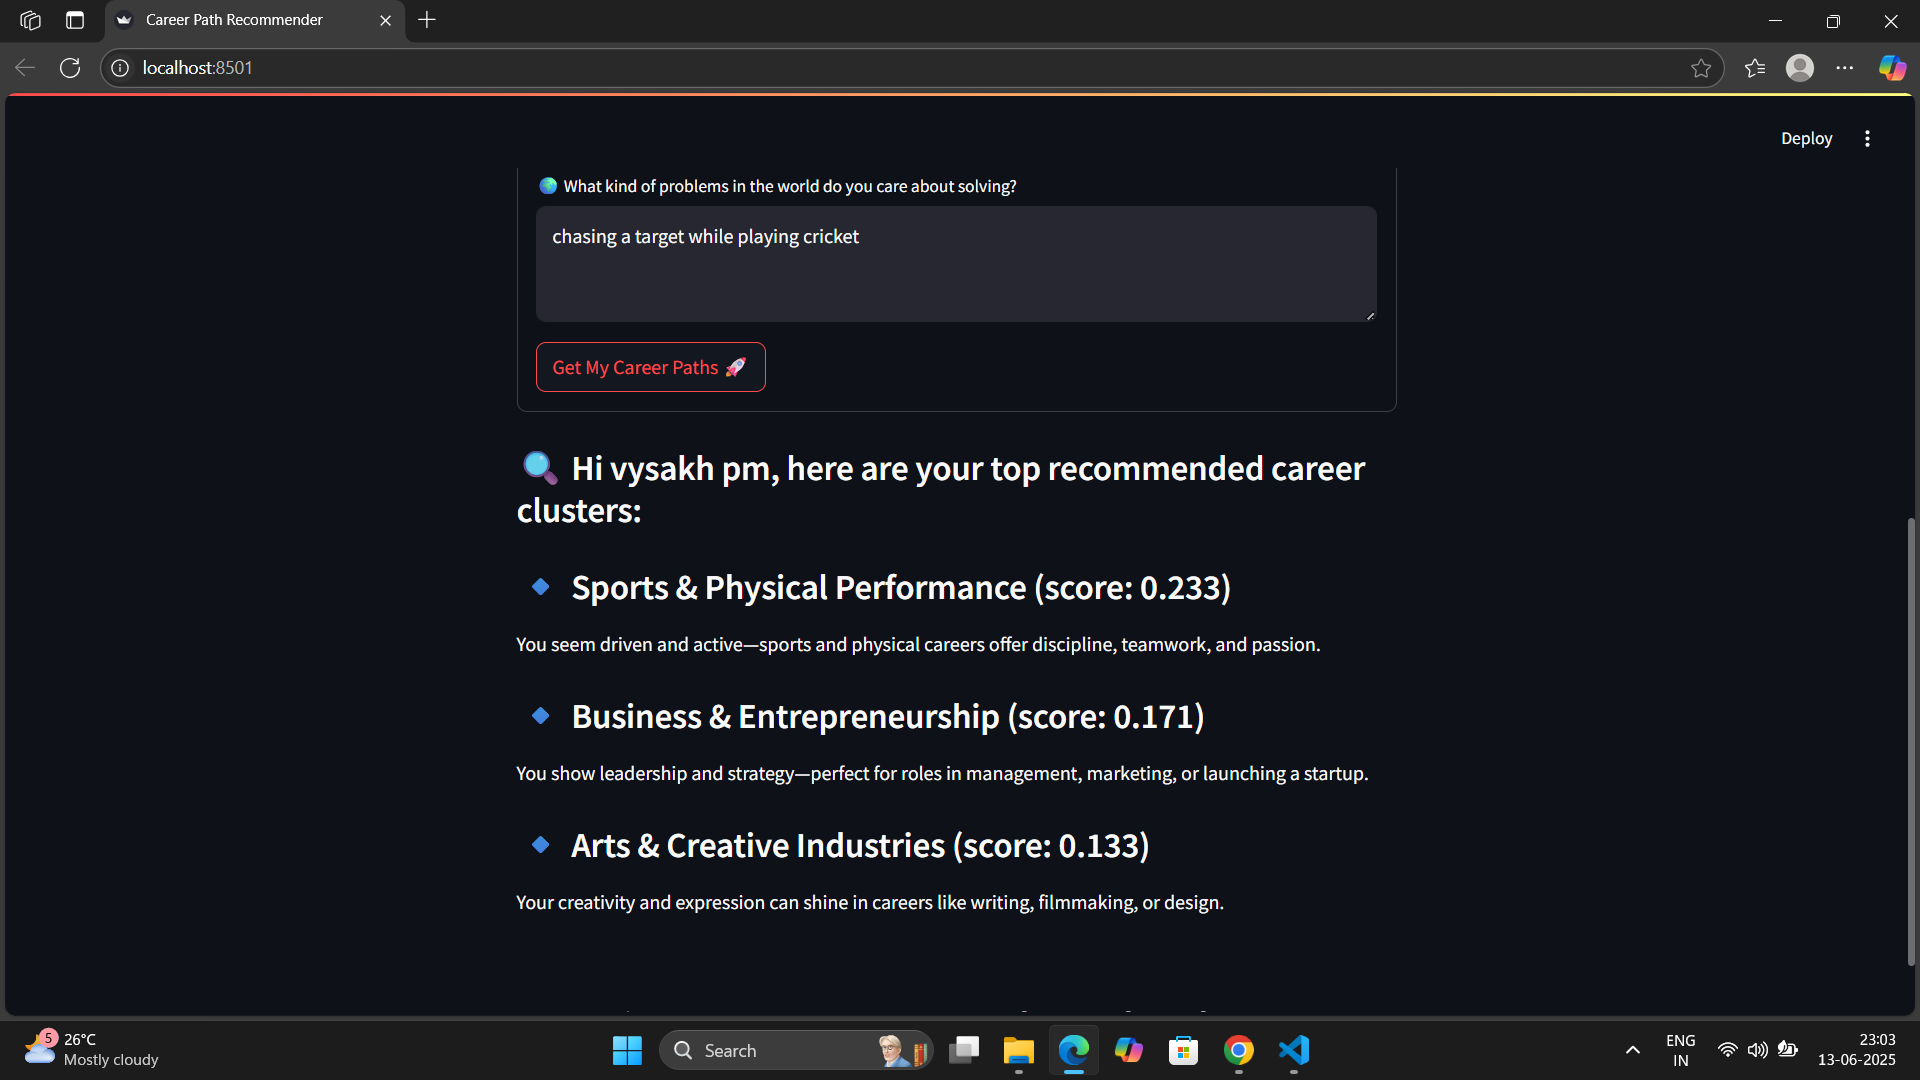 Career Path Recommender
localhost:8501
Deploy
What kind of problems in the world do you care about solving?
chasing a target while playing cricket
Get My Career Paths 🚀
🔍 Hi vysakh pm, here are your top recommended career
clusters:
🔹 Sports & Physical Performance (score: 0.233)
You seem driven and active—sports and physical careers offer discipline, teamwork, and passion.
🔹 Business & Entrepreneurship (score: 0.171)
You show leadership and strategy—perfect for roles in management, marketing, or launching a startup.
🔹 Arts & Creative Industries (score: 0.133)
Your creativity and expression can shine in careers like writing, filmmaking, or design.
5
26°C
Mostly cloudy
Search
ENG
IN
23:03
13-06-2025